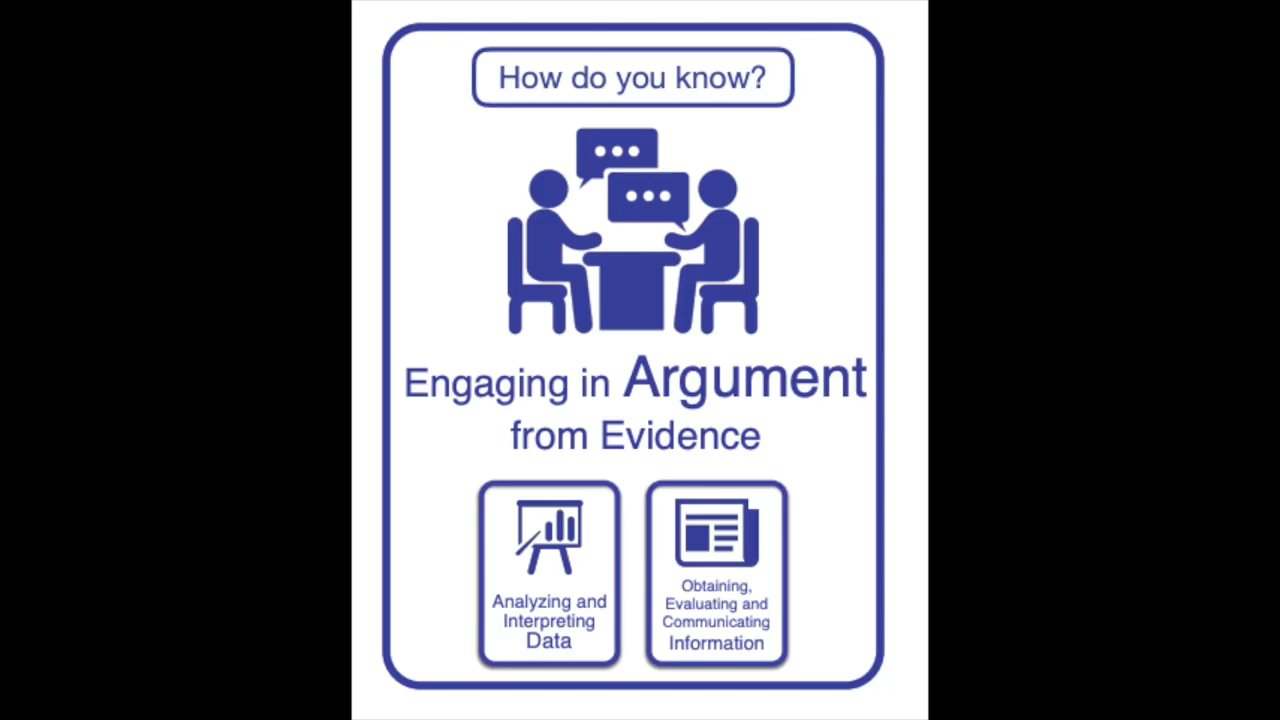 How do you know?
Engaging in Argument
from Evidence
Analyzing and
Interpreting
Data
Obtaining,
Evaluating and
Communicating
Information